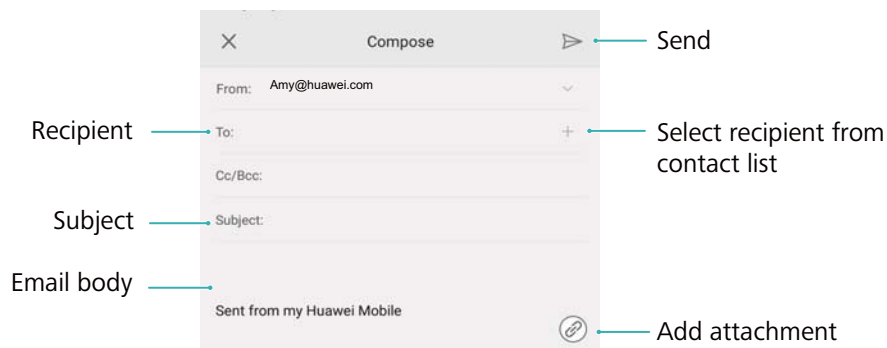 Compose
Send
From: Amy@huawei.com
Recipient
To:
Select recipient from
contact list
Cc/Bcc:
Subject
Subject:
Email body
Sent from my Huawei Mobile
Add attachment